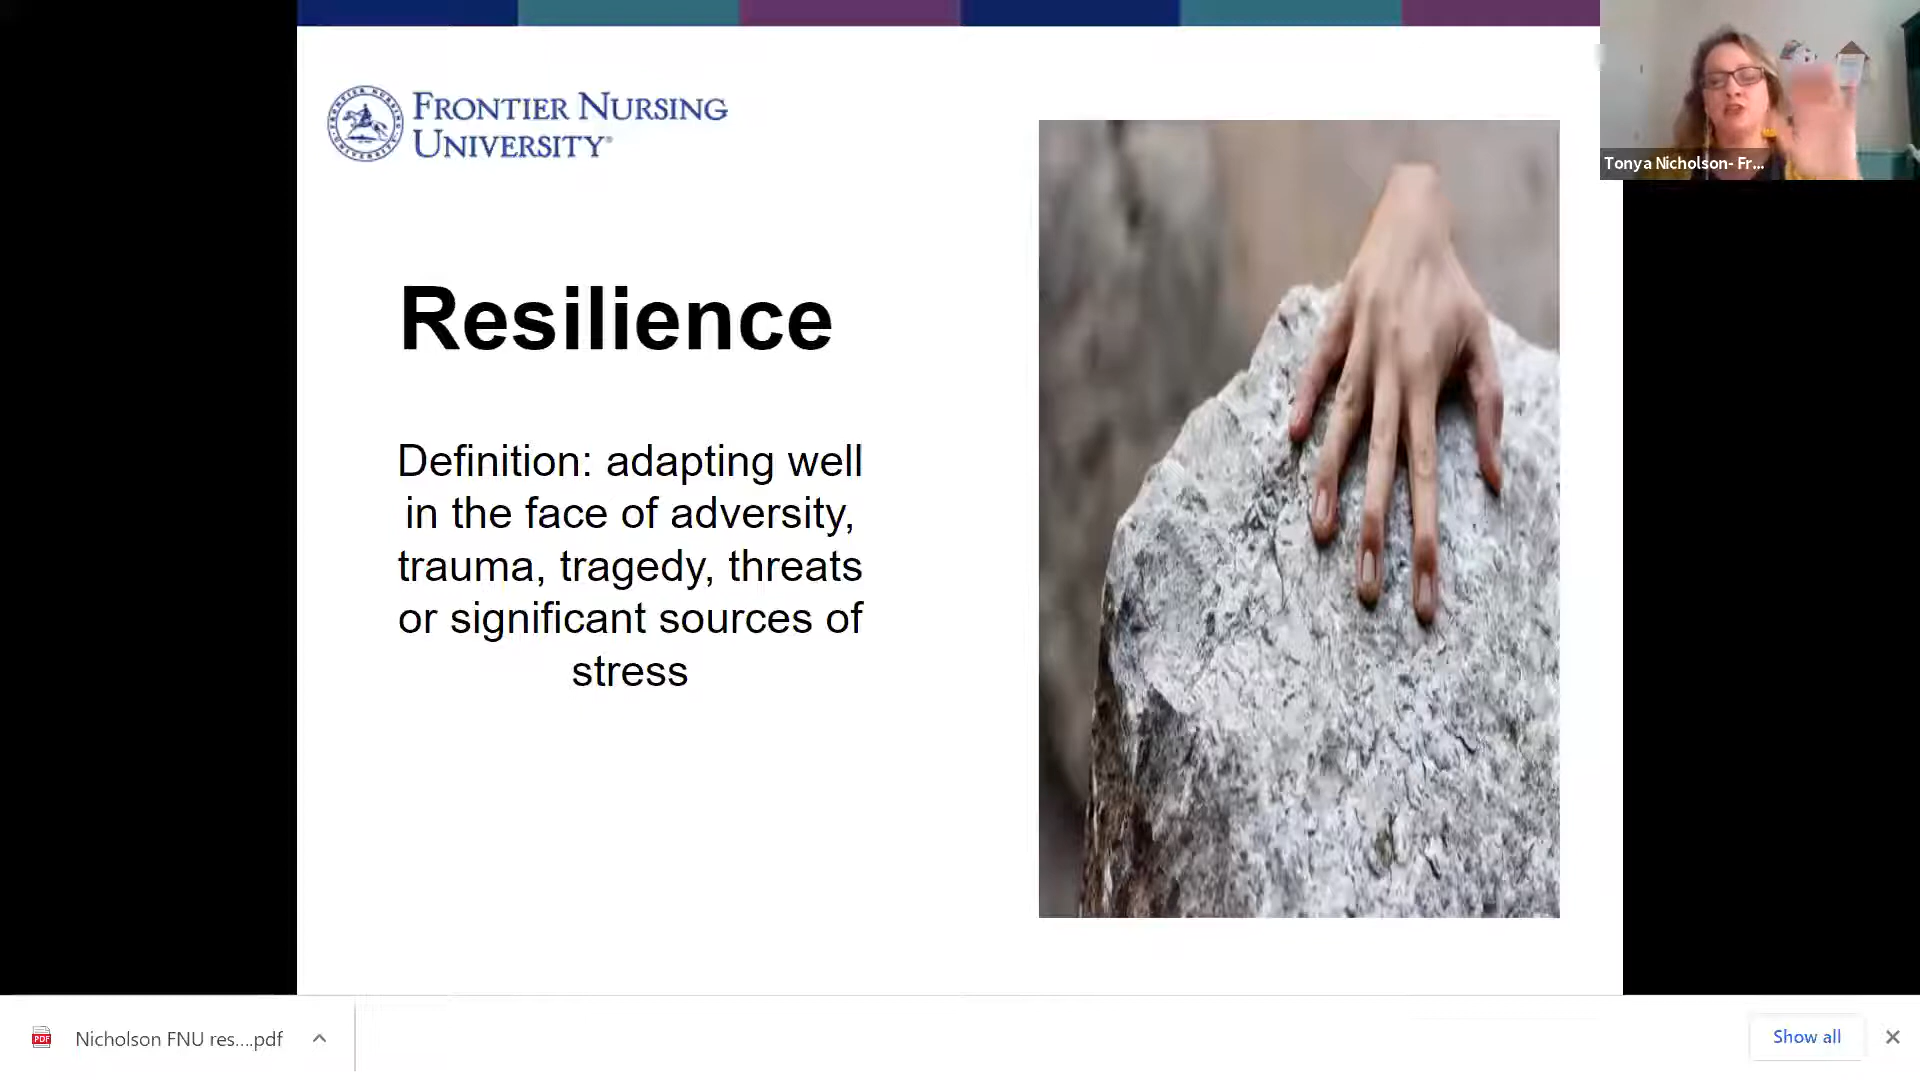 FRONTIER NURSING
UNIVERSITY®
Resilience
Definition: adapting well
in the face of adversity,
trauma, tragedy, threats
or significant sources of
stress
Tonya Nicholson- Fr...
PDF
Nicholson FNU res....pdf
Show all